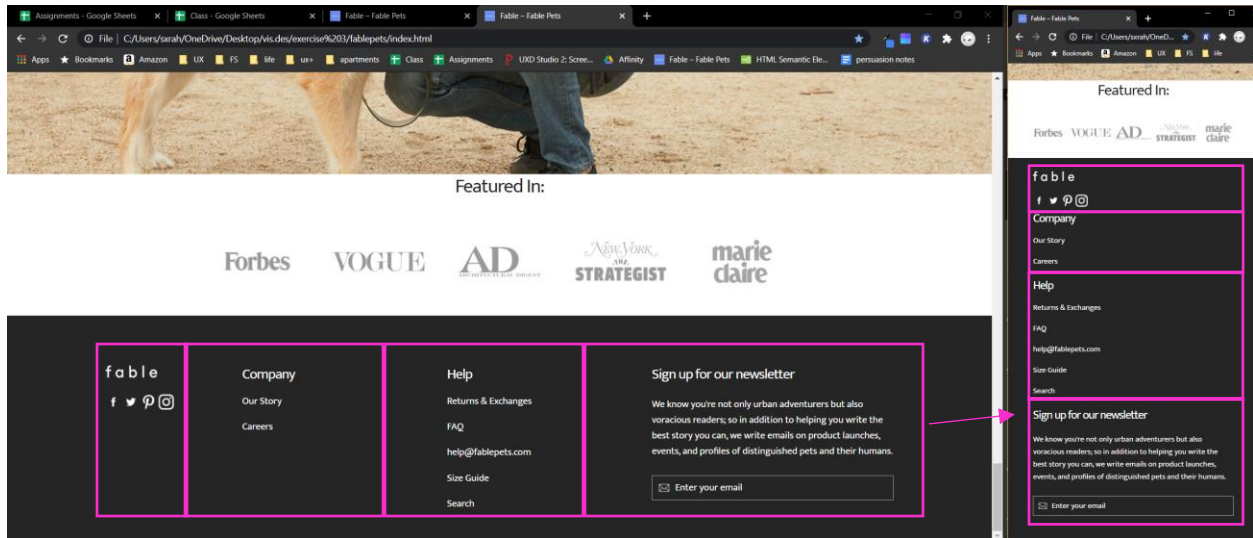 Assignments - Google Sheets
Class - Google Sheets
Fable – Fable Pets
Fable – Fable Pets
File | C:/Users/sxrah/OneDrive/Desktop/vis.des/exercise%203/fablepets/index.html
Apps Bookmarks Amazon UX FS life ux+ apartments Class Assignments UXD Studio 2: Scree... Affinity Fable – Fable Pets HTML Semantic Ele... persuasion notes
Featured In:
Forbes VOGUE AD NEW YORK marie
ARCHITECTURAL DIGEST THE claire
STRATEGIST
fable
Company
Our Story
Careers
Help
Returns & Exchanges
FAQ
help@fablepets.com
Size Guide
Search
Sign up for our newsletter
We know you're not only urban adventurers but also
voracious readers; so in addition to helping you write the
best story you can, we write emails on product launches,
events, and profiles of distinguished pets and their humans.
Enter your email
Fable – Fable Pets
File | C:/Users/sxrah/OneD...
Apps Bookmarks Amazon UX FS life
Featured In:
Forbes VOGUE AD NEW YORK marie
STRATEGIST claire
fable
Company
Our Story
Careers
Help
Returns & Exchanges
FAQ
help@fablepets.com
Size Guide
Search
Sign up for our newsletter
We know you're not only urban adventurers but also
voracious readers; so in addition to helping you write the
best story you can, we write emails on product launches,
events, and profiles of distinguished pets and their humans.
Enter your email